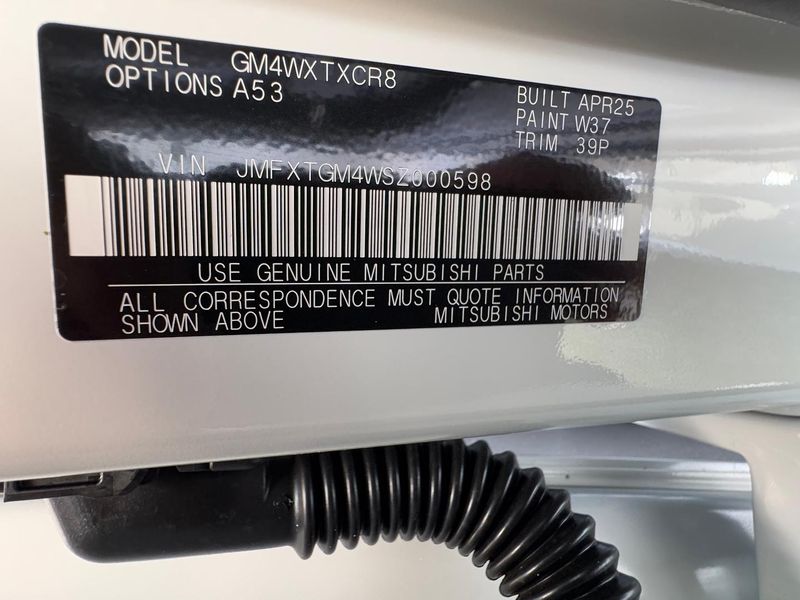 MODEL GM4WXTXCR8
OPTIONS A53
BUILT APR25
PAINT W37
TRIM 39P
VIN JMFXTGM4WSZ000598
USE GENUINE MITSUBISHI PARTS
ALL CORRESPONDENCE MUST QUOTE INFORMATION
SHOWN ABOVE MITSUBISHI MOTORS